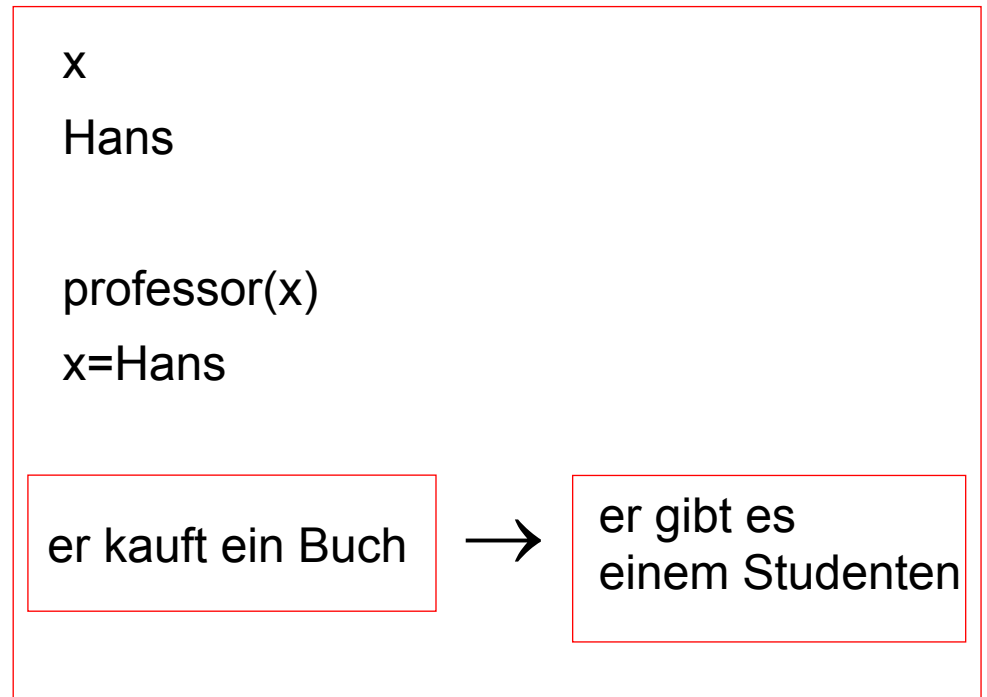 x
Hans
professor(x)
x=Hans
er kauft ein Buch → er gibt es
einem Studenten